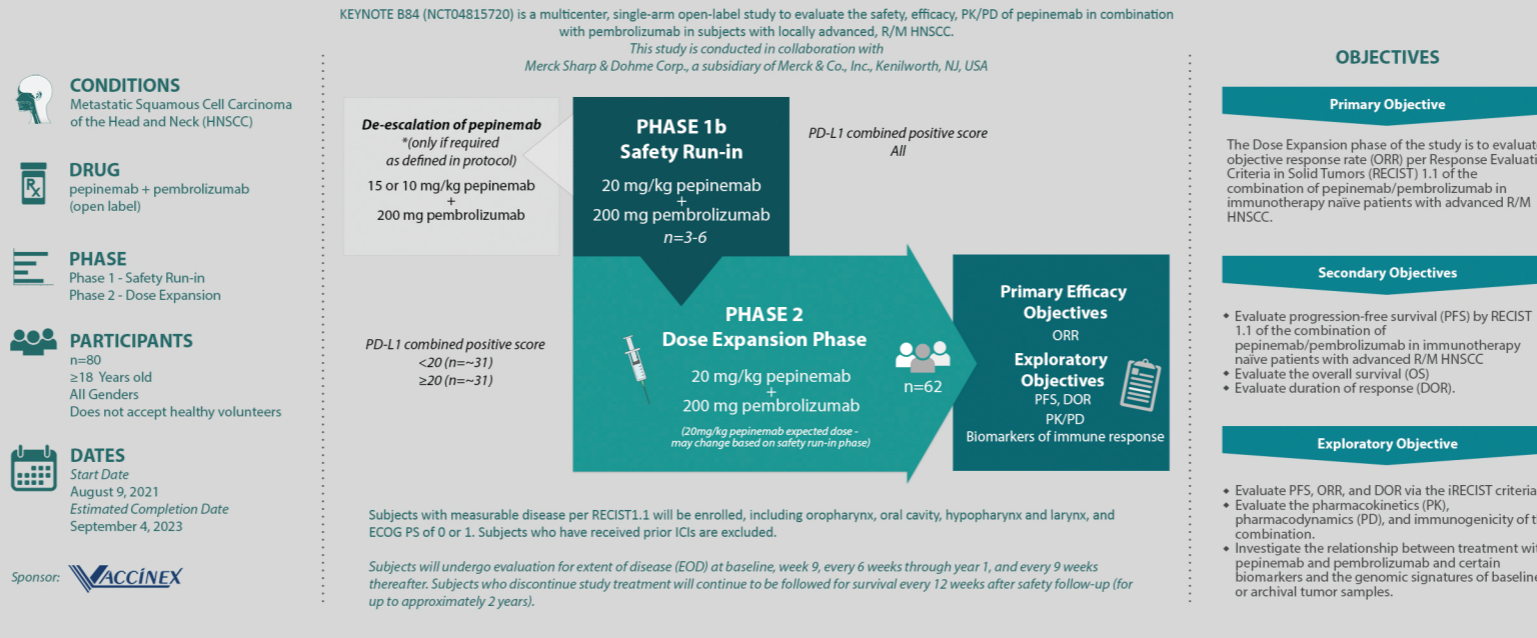 KEYNOTE B84 (NCT04815720) is a multicenter, single-arm open-label study to evaluate the safety, efficacy, PK/PD of pepinemab in combination
with pembrolizumab in subjects with locally advanced, R/M HNSCC.
This study is conducted in collaboration with
Merck Sharp & Dohme Corp., a subsidiary of Merck & Co., Inc., Kenilworth, NJ, USA
CONDITIONS
Metastatic Squamous Cell Carcinoma
of the Head and Neck (HNSCC)
DRUG
Rx
pepinemab + pembrolizumab
(open label)
PHASE
Phase 1 - Safety Run-in
Phase 2 - Dose Expansion
PARTICIPANTS
n=80
≥18 Years old
All Genders
Does not accept healthy volunteers
DATES
Start Date
August 9, 2021
Estimated Completion Date
September 4, 2023
Sponsor: VACCINEX
De-escalation of pepinemab
*(only if required
as defined in protocol)
15 or 10 mg/kg pepinemab
+
200 mg pembrolizumab
PHASE 1b
Safety Run-in
20 mg/kg pepinemab
+
200 mg pembrolizumab
n=3-6
PD-L1 combined positive score
All
PD-L1 combined positive score
<20 (n=~31)
≥20 (n=~31)
PHASE 2
Dose Expansion Phase
20 mg/kg pepinemab
+
200 mg pembrolizumab
(20mg/kg pepinemab expected dose -
may change based on safety run-in phase)
n=62
Primary Efficacy
Objectives
ORR
Exploratory
Objectives
PFS, DOR
PK/PD
Biomarkers of immune response
Subjects with measurable disease per RECIST1.1 will be enrolled, including oropharynx, oral cavity, hypopharynx and larynx, and
ECOG PS of 0 or 1. Subjects who have received prior ICIs are excluded.
Subjects will undergo evaluation for extent of disease (EOD) at baseline, week 9, every 6 weeks through year 1, and every 9 weeks
thereafter. Subjects who discontinue study treatment will continue to be followed for survival every 12 weeks after safety follow-up (for
up to approximately 2 years).
OBJECTIVES
Primary Objective
The Dose Expansion phase of the study is to evaluat
objective response rate (ORR) per Response Evaluati
Criteria in Solid Tumors (RECIST) 1.1 of the
combination of pepinemab/pembrolizumab in
immunotherapy naïve patients with advanced R/M
HNSCC.
Secondary Objectives
◆ Evaluate progression-free survival (PFS) by RECIST
1.1 of the combination of
pepinemab/pembrolizumab in immunotherapy
naïve patients with advanced R/M HNSCC
◆ Evaluate the overall survival (OS)
◆ Evaluate duration of response (DOR).
Exploratory Objective
◆ Evaluate PFS, ORR, and DOR via the iRECIST criteria
◆ Evaluate the pharmacokinetics (PK),
pharmacodynamics (PD), and immunogenicity of t
combination.
◆ Investigate the relationship between treatment wi
pepinemab and pembrolizumab and certain
biomarkers and the genomic signatures of baseline
or archival tumor samples.